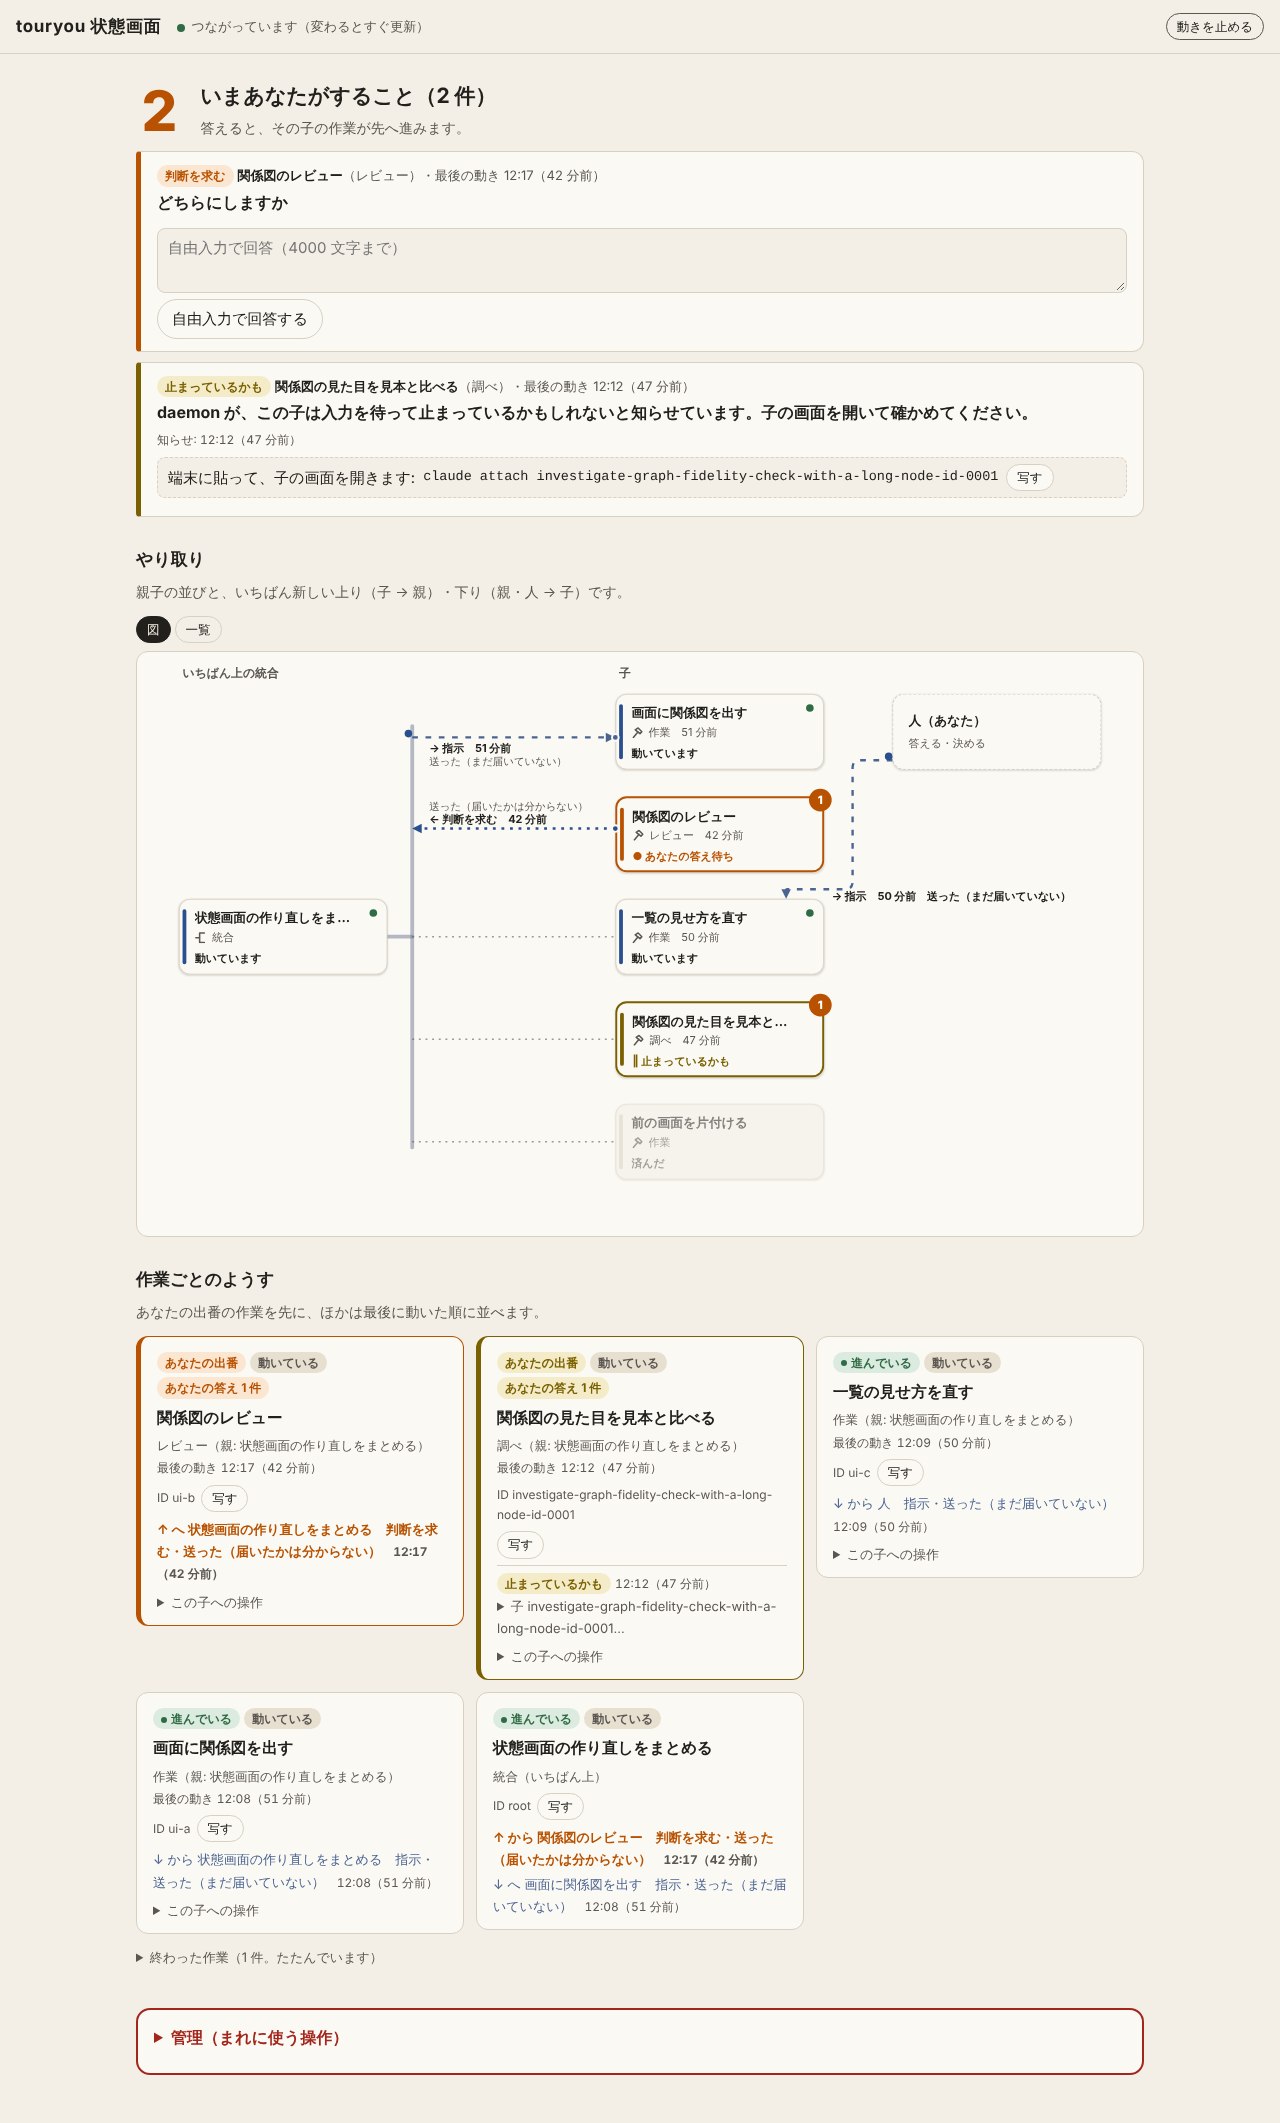 touryou 状態画面
つながっています（変わるとすぐ更新）
動きを止める
2
いまあなたがすること（2 件）
答えると、その子の作業が先へ進みます。
判断を求む 関係図のレビュー（レビュー）・最後の動き 12:17（42 分前）
どちらにしますか
自由入力で回答（4000 文字まで）
自由入力で回答する
止まっているかも 関係図の見た目を見本と比べる（調べ）・最後の動き 12:12（47 分前）
daemon が、この子は入力を待って止まっているかもしれないと知らせています。子の画面を開いて確かめてください。
知らせ: 12:12（47 分前）
端末に貼って、子の画面を開きます: claude attach investigate-graph-fidelity-check-with-a-long-node-id-0001 写す
やり取り
親子の並びと、いちばん新しい上り（子 → 親）・下り（親・人 → 子）です。
図 一覧
いちばん上の統合
子
画面に関係図を出す
作業 51 分前
動いています
人（あなた）
答える・決める
→ 指示 51 分前
送った（まだ届いていない）
送った（届いたかは分からない）
← 判断を求む 42 分前
1
関係図のレビュー
レビュー 42 分前
● あなたの答え待ち
→ 指示 50 分前 送った（まだ届いていない）
状態画面の作り直しをま…
統合
動いています
一覧の見せ方を直す
作業 50 分前
動いています
1
関係図の見た目を見本と…
調べ 47 分前
止まっているかも
前の画面を片付ける
作業
済んだ
作業ごとのようす
あなたの出番の作業を先に、ほかは最後に動いた順に並べます。
あなたの出番 動いている
あなたの答え 1 件
関係図のレビュー
レビュー（親: 状態画面の作り直しをまとめる）
最後の動き 12:17（42 分前）
ID ui-b 写す
↑ へ 状態画面の作り直しをまとめる 判断を求
む・送った（届いたかは分からない） 12:17
（42 分前）
▶ この子への操作
あなたの出番 動いている
あなたの答え 1 件
関係図の見た目を見本と比べる
調べ（親: 状態画面の作り直しをまとめる）
最後の動き 12:12（47 分前）
ID investigate-graph-fidelity-check-with-a-long-
node-id-0001
写す
止まっているかも 12:12（47 分前）
▶ 子 investigate-graph-fidelity-check-with-a-
long-node-id-0001…
▶ この子への操作
進んでいる 動いている
一覧の見せ方を直す
作業（親: 状態画面の作り直しをまとめる）
最後の動き 12:09（50 分前）
ID ui-c 写す
↓ から 人 指示・送った（まだ届いていない）
12:09（50 分前）
▶ この子への操作
進んでいる 動いている
画面に関係図を出す
作業（親: 状態画面の作り直しをまとめる）
最後の動き 12:08（51 分前）
ID ui-a 写す
↓ から 状態画面の作り直しをまとめる 指示・
送った（まだ届いていない） 12:08（51 分前）
▶ この子への操作
進んでいる 動いている
状態画面の作り直しをまとめる
統合（いちばん上）
ID root 写す
↑ から 関係図のレビュー 判断を求む・送った
（届いたかは分からない） 12:17（42 分前）
↓ へ 画面に関係図を出す 指示・送った（まだ届
いていない） 12:08（51 分前）
▶ 終わった作業（1 件。たたんでいます）
▶ 管理（まれに使う操作）